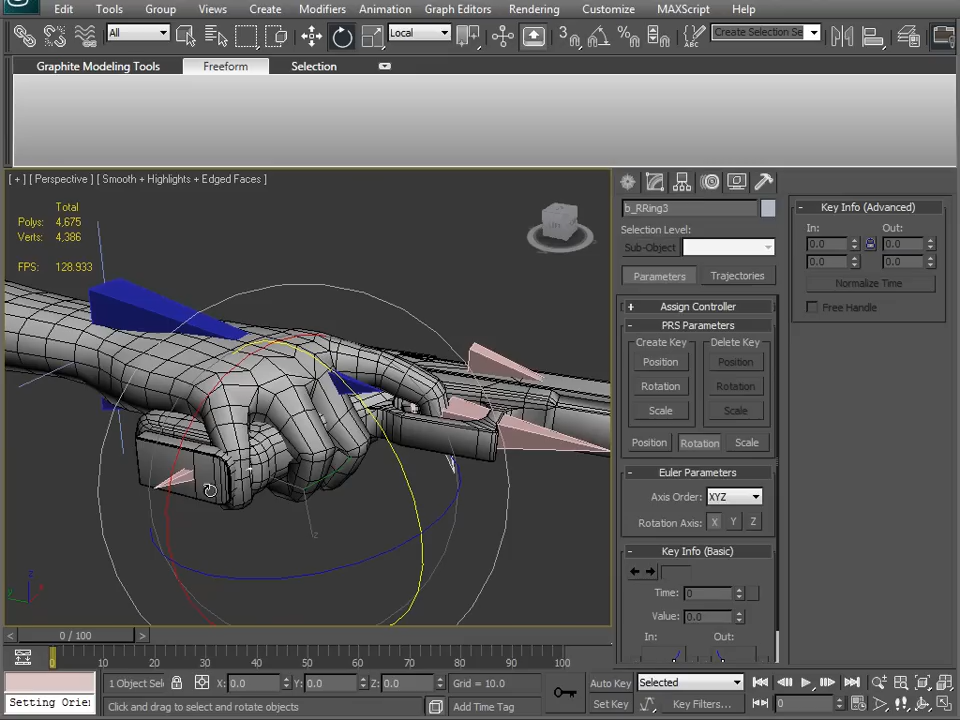 Edit Tools Group Views Create Modifiers Animation Graph Editors Rendering Customize MAXScript Help
All Local 3 Create Selection Se
Graphite Modeling Tools Freeform Selection
[ + ] [ Perspective ] [ Smooth + Highlights + Edged Faces ]
Total
Polys: 4,675
Verts: 4,386
FPS: 128.933
z
z
x
y
b_RRing3
Selection Level:
Sub-Object
Parameters Trajectories
+ Assign Controller
- PRS Parameters
Create Key Delete Key
Position Position
Rotation Rotation
Scale Scale
Position Rotation Scale
- Euler Parameters
Axis Order: XYZ
Rotation Axis: X Y Z
- Key Info (Basic)
Time: 0
Value: 0.0
In: Out:
- Key Info (Advanced)
In: Out:
0.0 0.0
0.0 0.0
Normalize Time
Free Handle
< 0 / 100 >
0 10 20 30 40 50 60 70 80 90 100
1 Object Sel X: 0.0 Y: 0.0 Z: 0.0 Grid = 10.0 Auto Key Selected
Setting Orie Click and drag to select and rotate objects Add Time Tag Set Key Key Filters... 0